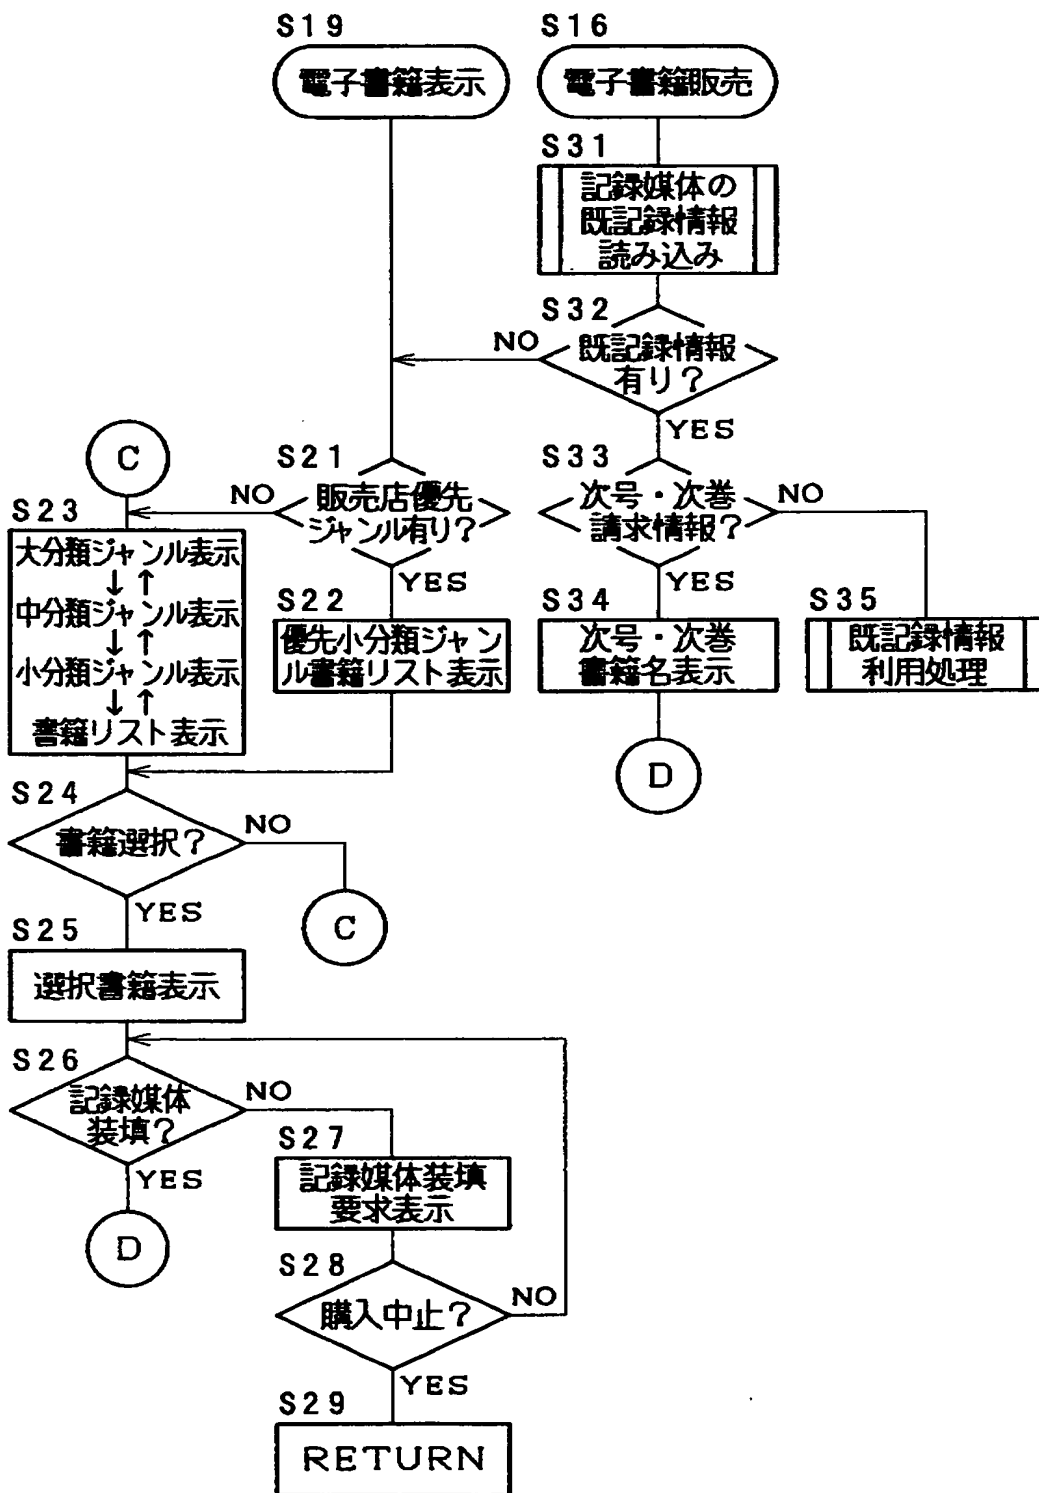 S19
電子書籍表示
S16
電子書籍販売
S31
記録媒体の
既記録情報
読み込み
S32
既記録情報
有り?
NO
YES
C
S21
販売店優先
ジャンル有り?
NO
YES
S33
次号・次巻
請求情報?
NO
YES
S23
大分類ジャンル表示
↓↑
中分類ジャンル表示
↓↑
小分類ジャンル表示
↓↑
書籍リスト表示
S22
優先小分類ジャン
ル書籍リスト表示
S34
次号・次巻
書籍名表示
S35
既記録情報
利用処理
D
S24
書籍選択?
NO
YES
C
S25
選択書籍表示
S26
記録媒体
装填?
NO
YES
D
S27
記録媒体装填
要求表示
S28
購入中止?
NO
YES
S29
RETURN